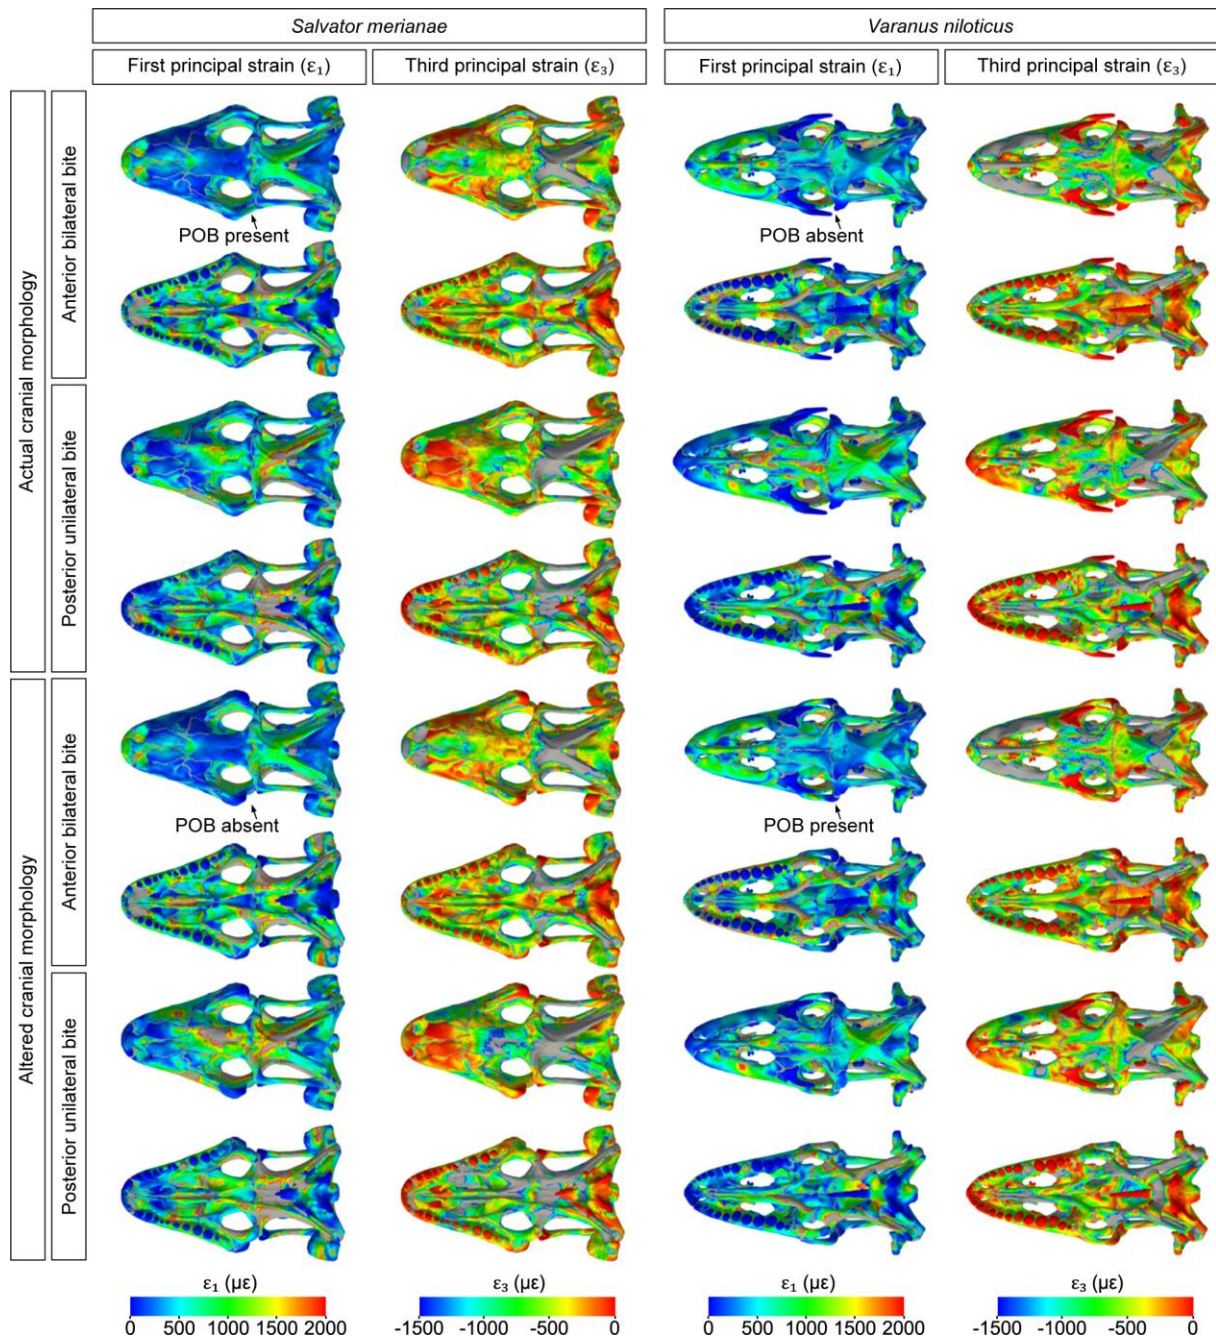 Salvator merianae
Varanus niloticus
First principal strain (ε₁)
Third principal strain (ε₃)
First principal strain (ε₁)
Third principal strain (ε₃)
Actual cranial morphology
Anterior bilateral bite
POB present
POB absent
Posterior unilateral bite
Altered cranial morphology
Anterior bilateral bite
POB absent
POB present
Posterior unilateral bite
ε₁ (με)
ε₃ (με)
ε₁ (με)
ε₃ (με)
0 500 1000 1500 2000
-1500 -1000 -500 0
0 500 1000 1500 2000
-1500 -1000 -500 0